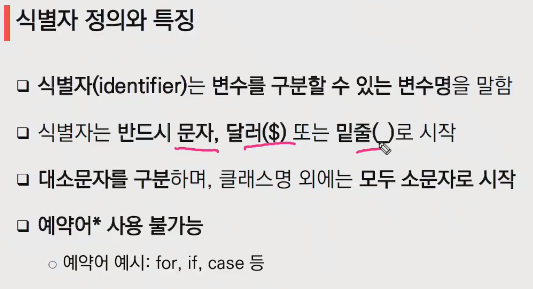 식별자 정의와 특징
❑ 식별자(identifier)는 변수를 구분할 수 있는 변수명을 말함
❑ 식별자는 반드시 문자, 달러($) 또는 밑줄(_)로 시작
❑ 대소문자를 구분하며, 클래스명 외에는 모두 소문자로 시작
❑ 예약어* 사용 불가능
○ 예약어 예시: for, if, case 등